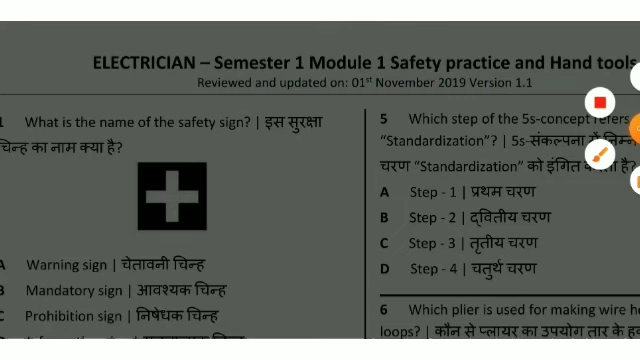 ELECTRICIAN – Semester 1 Module 1 Safety practice and Hand tools
Reviewed and updated on: 01st November 2019 Version 1.1
1 What is the name of the safety sign? | इस सुरक्षा
चिन्ह का नाम क्या है?
A Warning sign | चेतावनी चिन्ह
B Mandatory sign | आवश्यक चिन्ह
C Prohibition sign | निषेधक चिन्ह
5 Which step of the 5s-concept refers
"Standardization"? | 5s-संकल्पना में निम्न
चरण "Standardization" को इंगित करता है?
A Step - 1 | प्रथम चरण
B Step - 2 | द्वितीय चरण
C Step - 3 | तृतीय चरण
D Step - 4 | चतुर्थ चरण
6 Which plier is used for making wire
loops? | कौन से प्लायर का उपयोग तार के